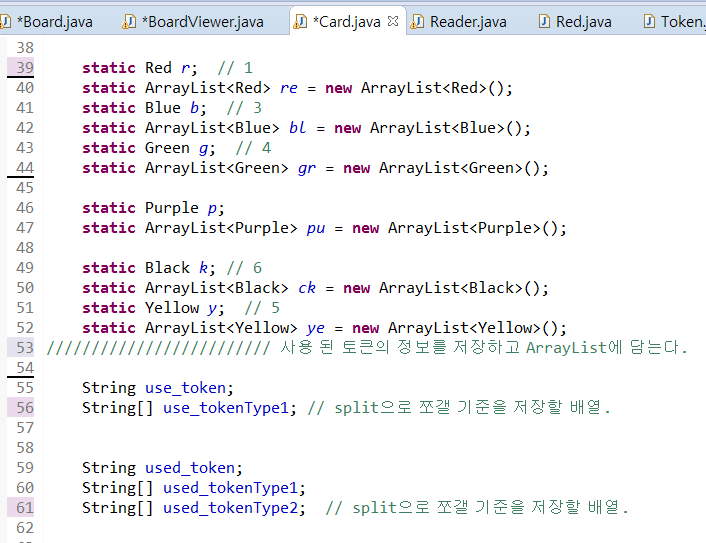 *Board.java *BoardViewer.java *Card.java Reader.java Red.java Token.
38
39 static Red r; // 1
40 static ArrayList<Red> re = new ArrayList<Red>();
41 static Blue b; // 3
42 static ArrayList<Blue> bl = new ArrayList<Blue>();
43 static Green g; // 4
44 static ArrayList<Green> gr = new ArrayList<Green>();
45
46 static Purple p;
47 static ArrayList<Purple> pu = new ArrayList<Purple>();
48
49 static Black k; // 6
50 static ArrayList<Black> ck = new ArrayList<Black>();
51 static Yellow y; // 5
52 static ArrayList<Yellow> ye = new ArrayList<Yellow>();
53 ///////////////////////// 사용 된 토큰의 정보를 저장하고 ArrayList에 담는다.
54
55 String use_token;
56 String[] use_tokenType1; // split으로 쪼갤 기준을 저장할 배열.
57
58
59 String used_token;
60 String[] used_tokenType1;
61 String[] used_tokenType2; // split으로 쪼갤 기준을 저장할 배열.
62